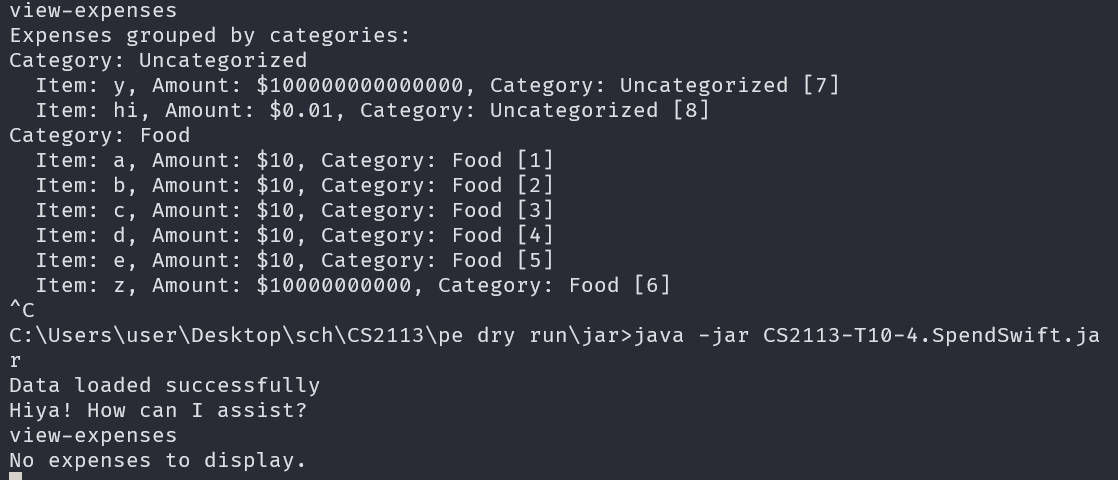 view-expenses
Expenses grouped by categories:
Category: Uncategorized
  Item: y, Amount: $100000000000000, Category: Uncategorized [7]
  Item: hi, Amount: $0.01, Category: Uncategorized [8]
Category: Food
  Item: a, Amount: $10, Category: Food [1]
  Item: b, Amount: $10, Category: Food [2]
  Item: c, Amount: $10, Category: Food [3]
  Item: d, Amount: $10, Category: Food [4]
  Item: e, Amount: $10, Category: Food [5]
  Item: z, Amount: $10000000000, Category: Food [6]
^C
C:\Users\user\Desktop\sch\CS2113\pe dry run\jar>java -jar CS2113-T10-4.SpendSwift.ja
r
Data loaded successfully
Hiya! How can I assist?
view-expenses
No expenses to display.